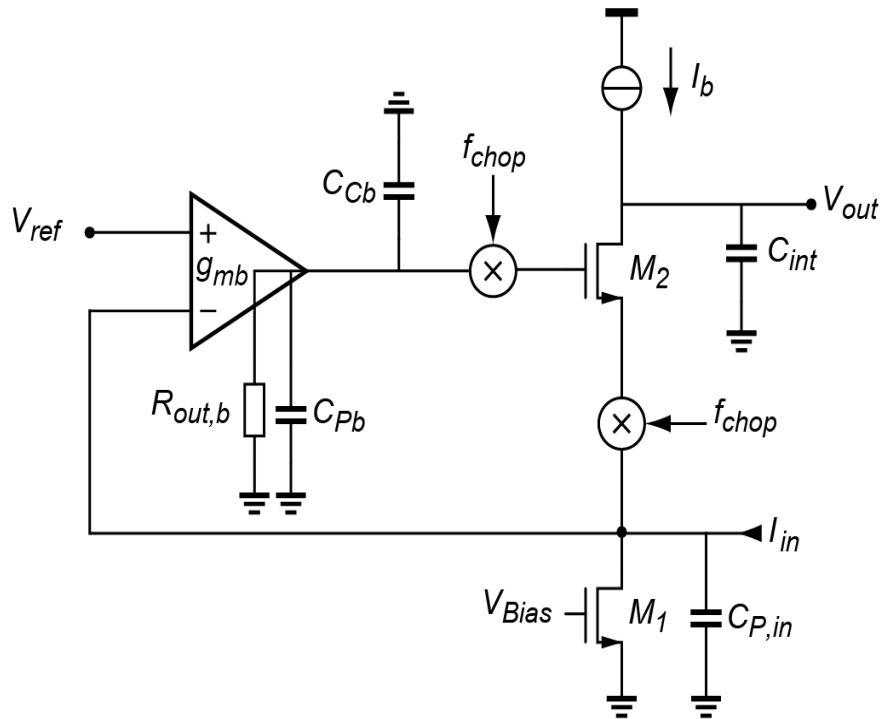 I_b
f_chop
C_Cb
V_ref
V_out
+
g_mb
−
M_2
C_int
R_out,b
C_Pb
f_chop
I_in
V_Bias
M_1
C_P,in